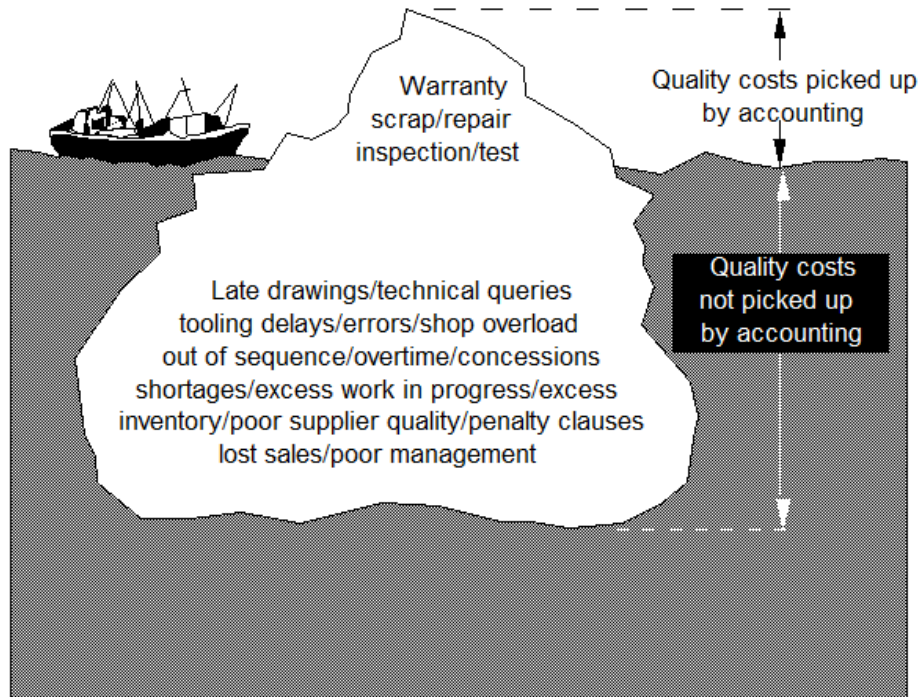 Warranty
scrap/repair
inspection/test
Quality costs picked up
by accounting
Late drawings/technical queries
tooling delays/errors/shop overload
out of sequence/overtime/concessions
shortages/excess work in progress/excess
inventory/poor supplier quality/penalty clauses
lost sales/poor management
Quality costs
not picked up
by accounting